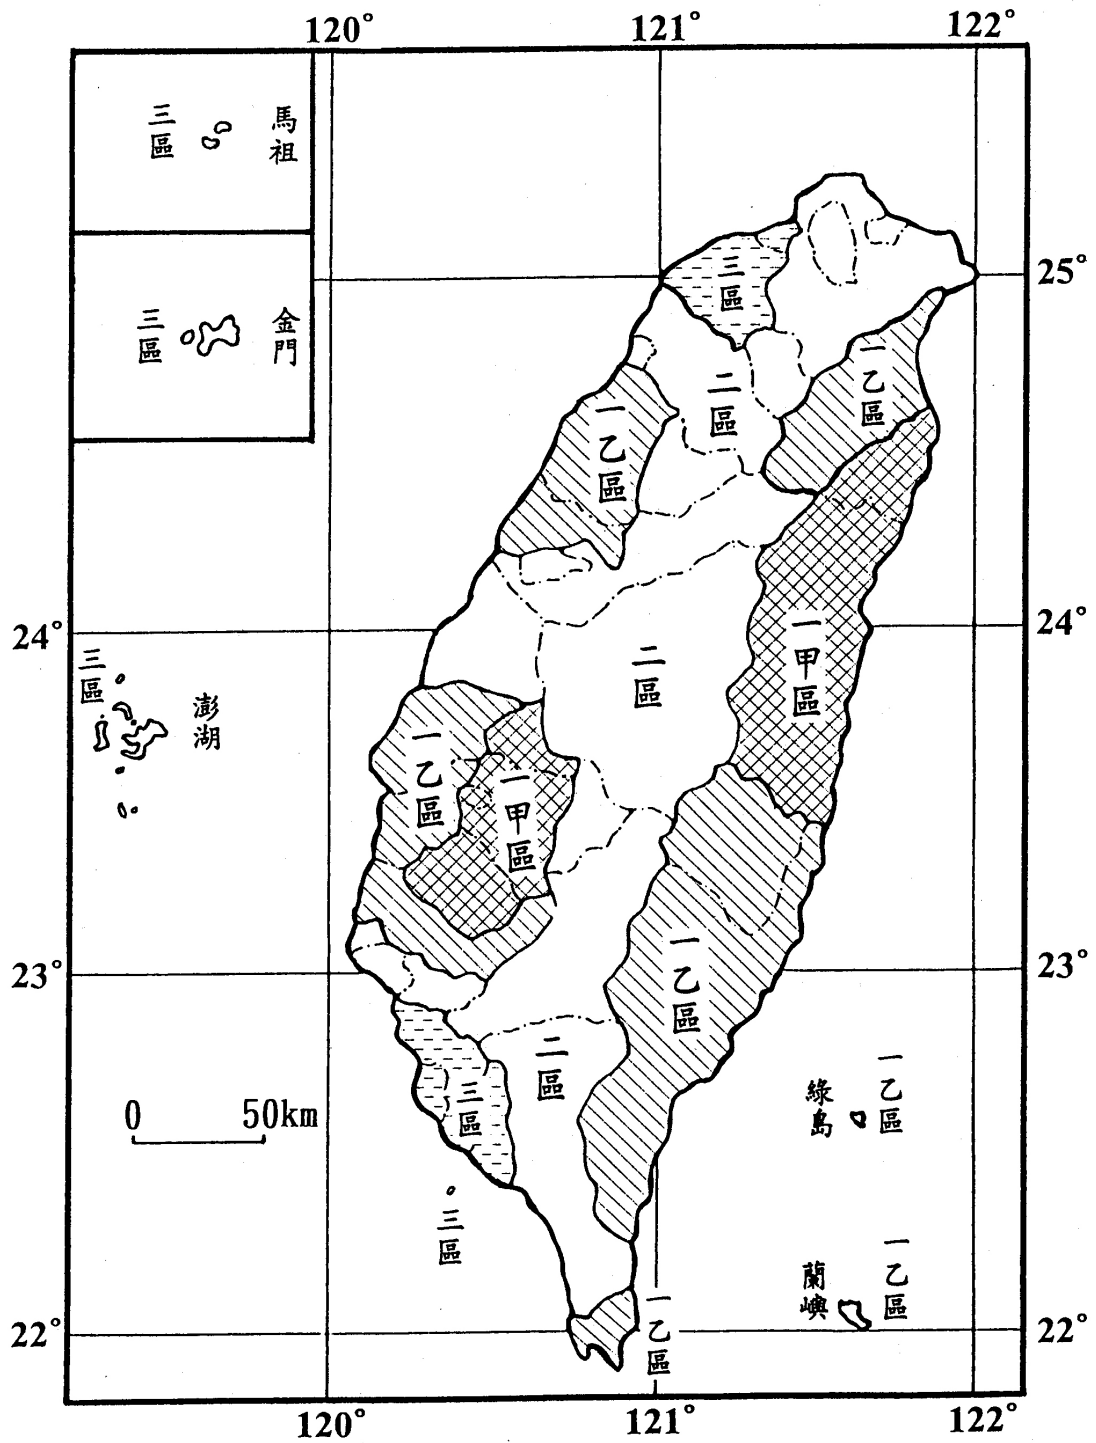 120°
121°
122°
三區
馬祖
三區
金門
25°
三區
一乙區
二區
一乙區
24°
24°
一甲區
二區
三區
澎湖
一乙區
一甲區
23°
23°
一乙區
二區
三區
0 50km
綠島
一乙區
三區
蘭嶼
一乙區
一乙區
22°
22°
120°
121°
122°